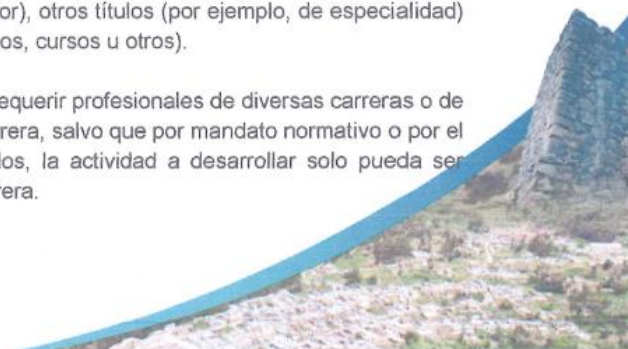 or), otros títulos (por ejemplo, de especialidad)
os, cursos u otros).
equerir profesionales de diversas carreras o de
rera, salvo que por mandato normativo o por el
los, la actividad a desarrollar solo pueda ser
rera.